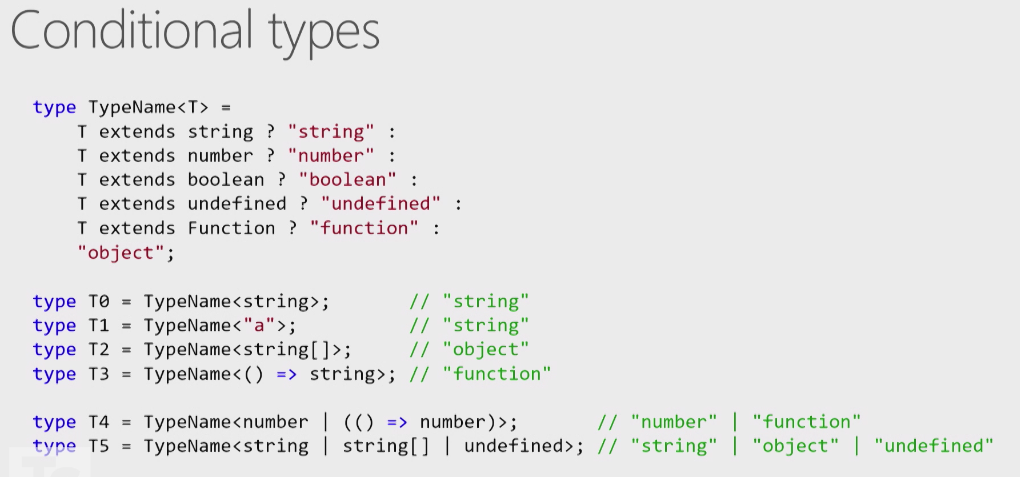 Conditional types
type TypeName<T> =
    T extends string ? "string" :
    T extends number ? "number" :
    T extends boolean ? "boolean" :
    T extends undefined ? "undefined" :
    T extends Function ? "function" :
    "object";
type T0 = TypeName<string>;       // "string"
type T1 = TypeName<"a">;          // "string"
type T2 = TypeName<string[]>;     // "object"
type T3 = TypeName<() => string>; // "function"
type T4 = TypeName<number | (() => number)>;       // "number" | "function"
type T5 = TypeName<string | string[] | undefined>; // "string" | "object" | "undefined"